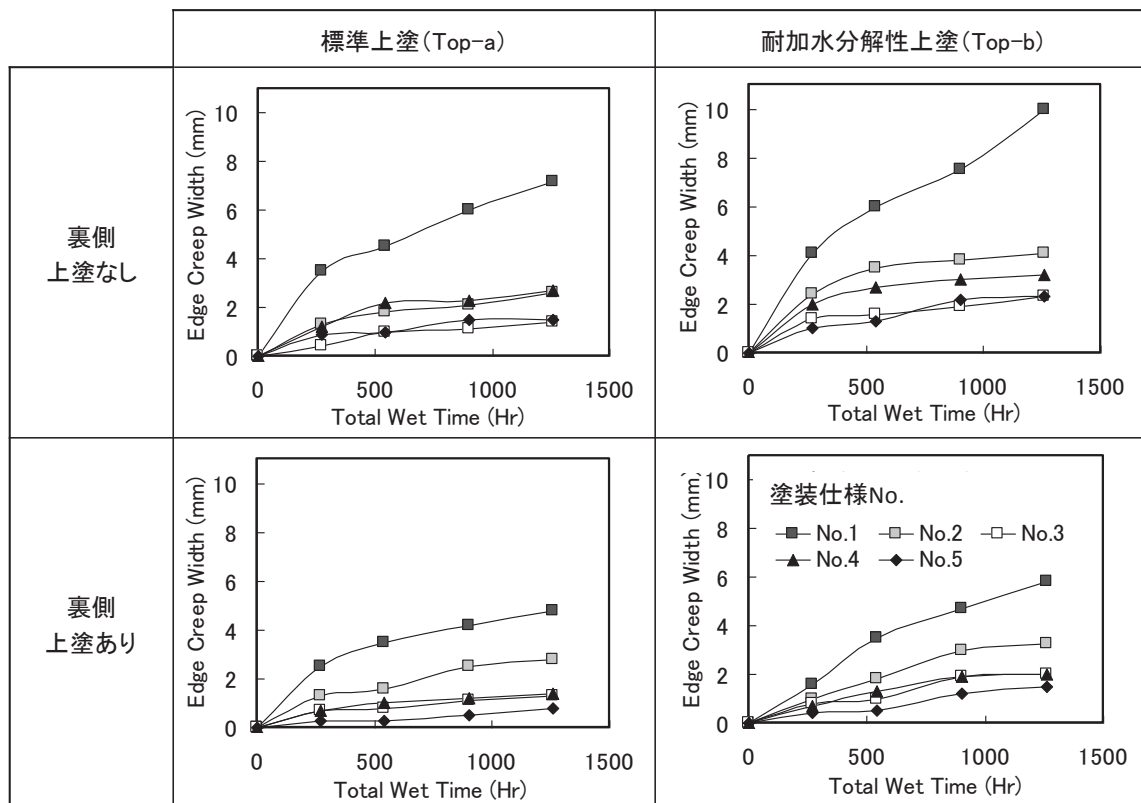 標準上塗(Top-a)
耐加水分解性上塗(Top-b)
裏側
上塗なし
Edge Creep Width (mm)
10
8
6
4
2
0
0 500 1000 1500
Total Wet Time (Hr)
Edge Creep Width (mm)
10
8
6
4
2
0
0 500 1000 1500
Total Wet Time (Hr)
裏側
上塗あり
Edge Creep Width (mm)
10
8
6
4
2
0
0 500 1000 1500
Total Wet Time (Hr)
Edge Creep Width (mm)
10
8
6
4
2
0
塗装仕様No.
No.1 No.2 No.3
No.4 No.5
0 500 1000 1500
Total Wet Time (Hr)